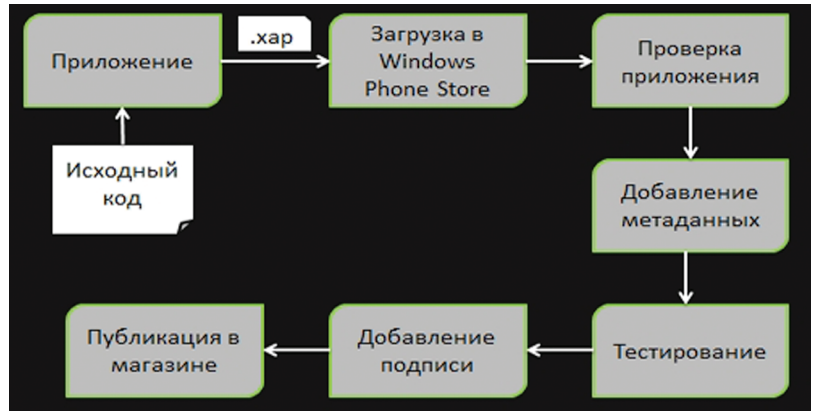 Приложение
.xap
Загрузка в
Windows
Phone Store
Проверка
приложения
Исходный
код
Добавление
метаданных
Тестирование
Добавление
подписи
Публикация в
магазине